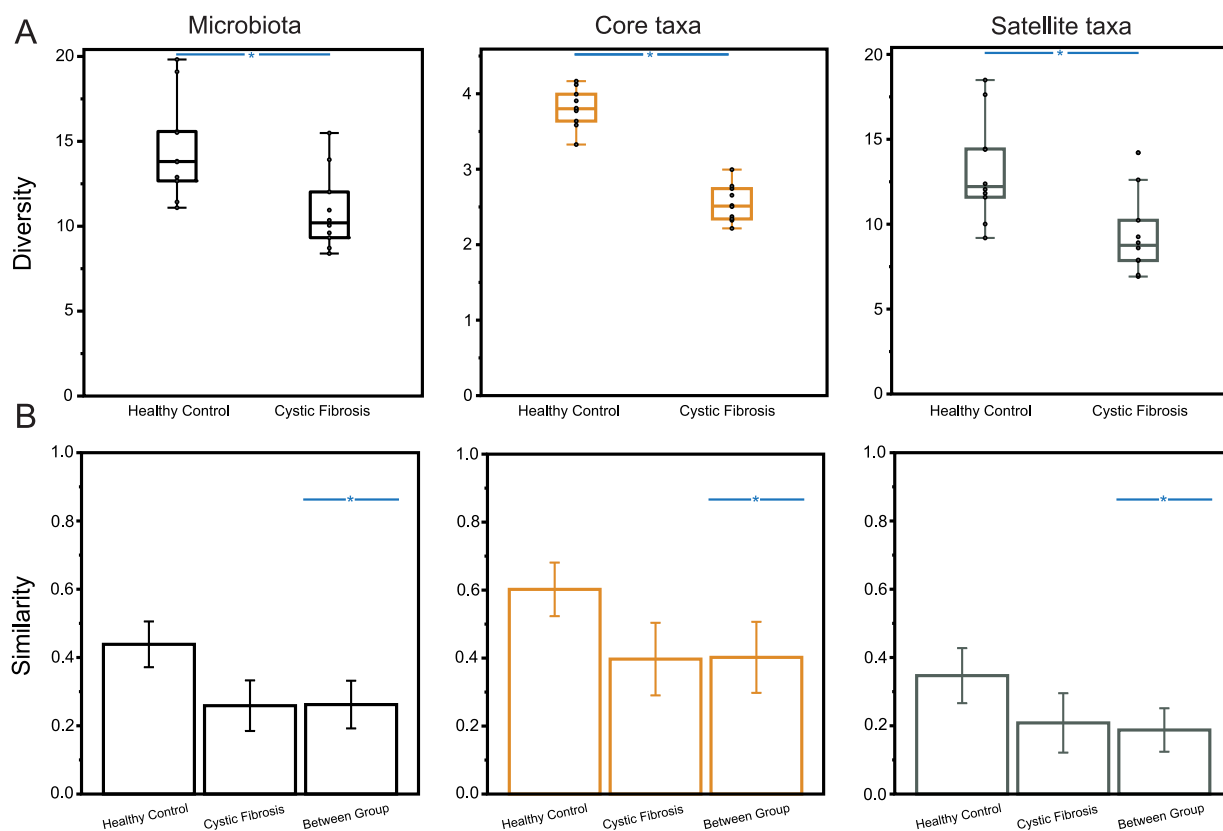 A
Microbiota
Core taxa
Satellite taxa
Diversity
20
15
10
5
0
*
Healthy Control
Cystic Fibrosis
4
3
2
1
0
*
Healthy Control
Cystic Fibrosis
20
15
10
5
0
*
Healthy Control
Cystic Fibrosis
B
Similarity
1.0
0.8
0.6
0.4
0.2
0.0
*
Healthy Control
Cystic Fibrosis
Between Group
1.0
0.8
0.6
0.4
0.2
0.0
*
Healthy Control
Cystic Fibrosis
Between Group
1.0
0.8
0.6
0.4
0.2
0.0
*
Healthy Control
Cystic Fibrosis
Between Group